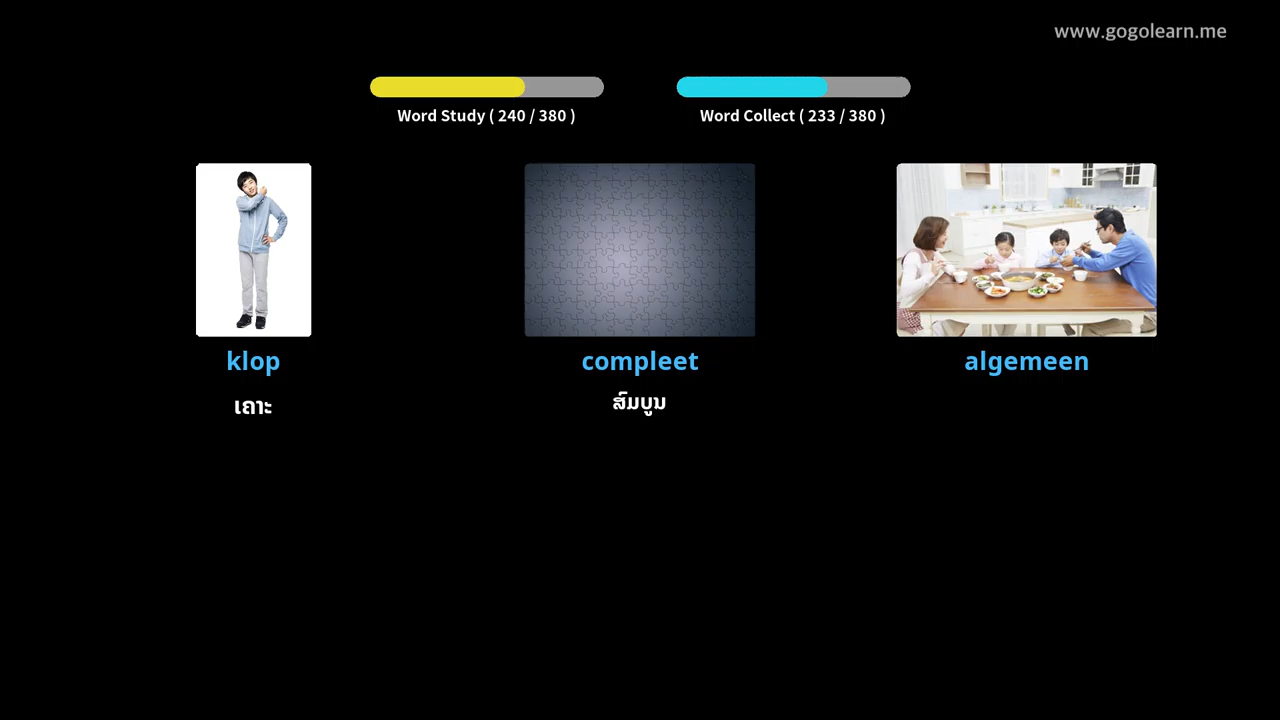 www.gogolearn.me
Word Study ( 240 / 380 )
Word Collect ( 233 / 380 )
klop
compleet
algemeen
ເຄາະ
ສົມບູນ